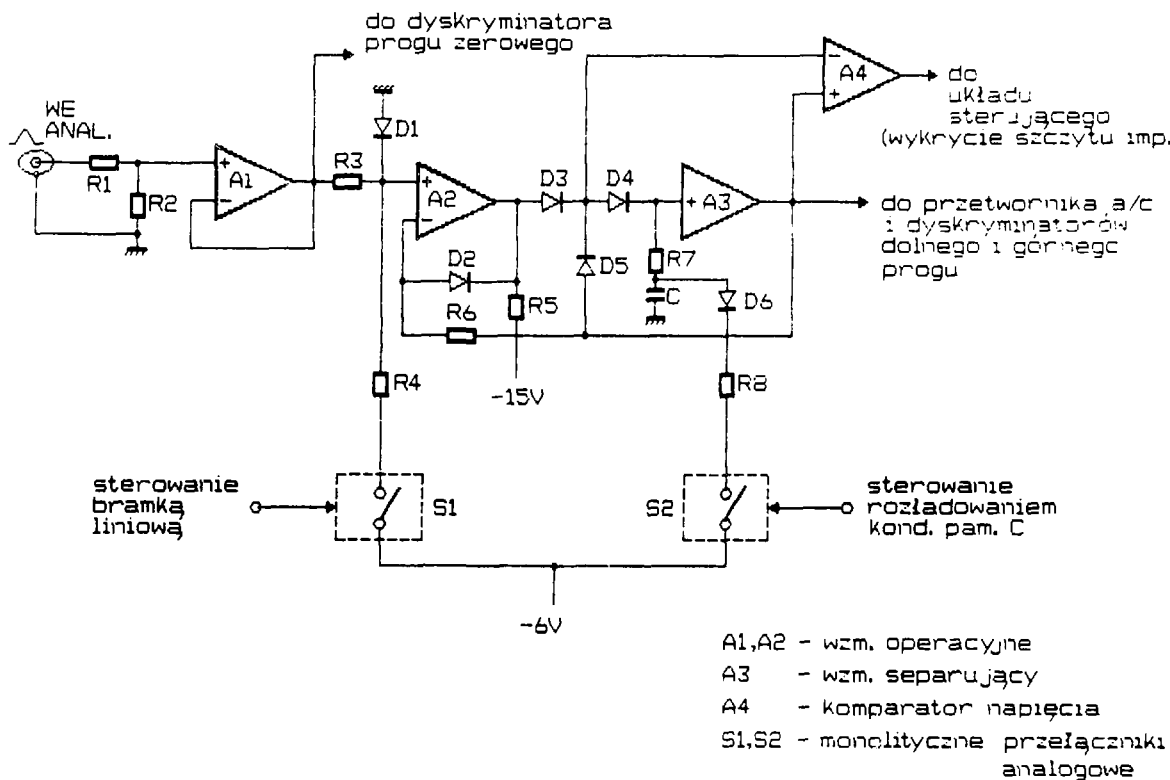 do dyskryminatora
progu zerowego
WE
ANAL.
R1
R2
A1
R3
D1
A2
D2
R6
R5
-15V
D3
D4
D5
A3
R7
C
D6
A4
do
układu
sterującego
(wykrycie szczytu imp.
do przetwornika a/c
i dyskryminatorów
dolnego i górnego
progu
R4
R8
sterowanie
bramką
liniową
S1
S2
sterowanie
rozładowaniem
kond. pam. C
-6V
A1,A2 - wzm. operacyjne
A3 - wzm. separujący
A4 - komparator napięcia
S1,S2 - monolityczne przełączniki
analogowe